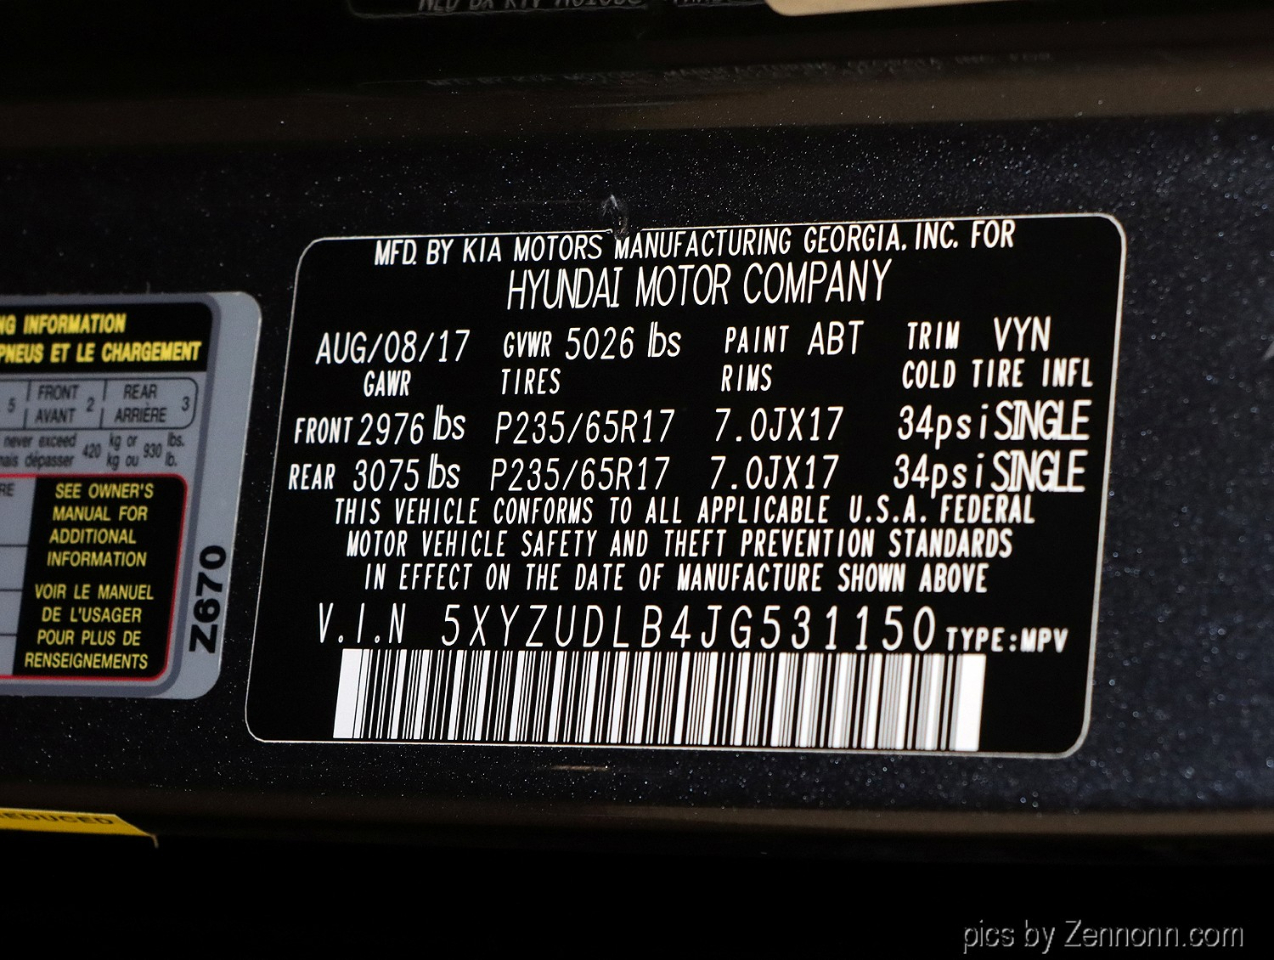 MFD. BY KIA MOTORS MANUFACTURING GEORGIA. INC. FOR
HYUNDAI MOTOR COMPANY
AUG/08/17 GVWR 5026 lbs PAINT ABT TRIM VYN
GAWR TIRES RIMS COLD TIRE INFL
FRONT 2976 lbs P235/65R17 7.0JX17 34psi SINGLE
REAR 3075 lbs P235/65R17 7.0JX17 34psi SINGLE
THIS VEHICLE CONFORMS TO ALL APPLICABLE U.S.A. FEDERAL
MOTOR VEHICLE SAFETY AND THEFT PREVENTION STANDARDS
IN EFFECT ON THE DATE OF MANUFACTURE SHOWN ABOVE
V.I.N 5XYZUDLB4JG531150 TYPE:MPV
INFORMATION
PNEUS ET LE CHARGEMENT
5 FRONT 2 REAR 3
AVANT ARRIÈRE
never exceed 420 kg or 930 lbs.
dépasser kg ou lb.
SEE OWNER'S
MANUAL FOR
ADDITIONAL
INFORMATION
VOIR LE MANUEL
DE L'USAGER
POUR PLUS DE
RENSEIGNEMENTS
Z670
pics by Zennonn.com